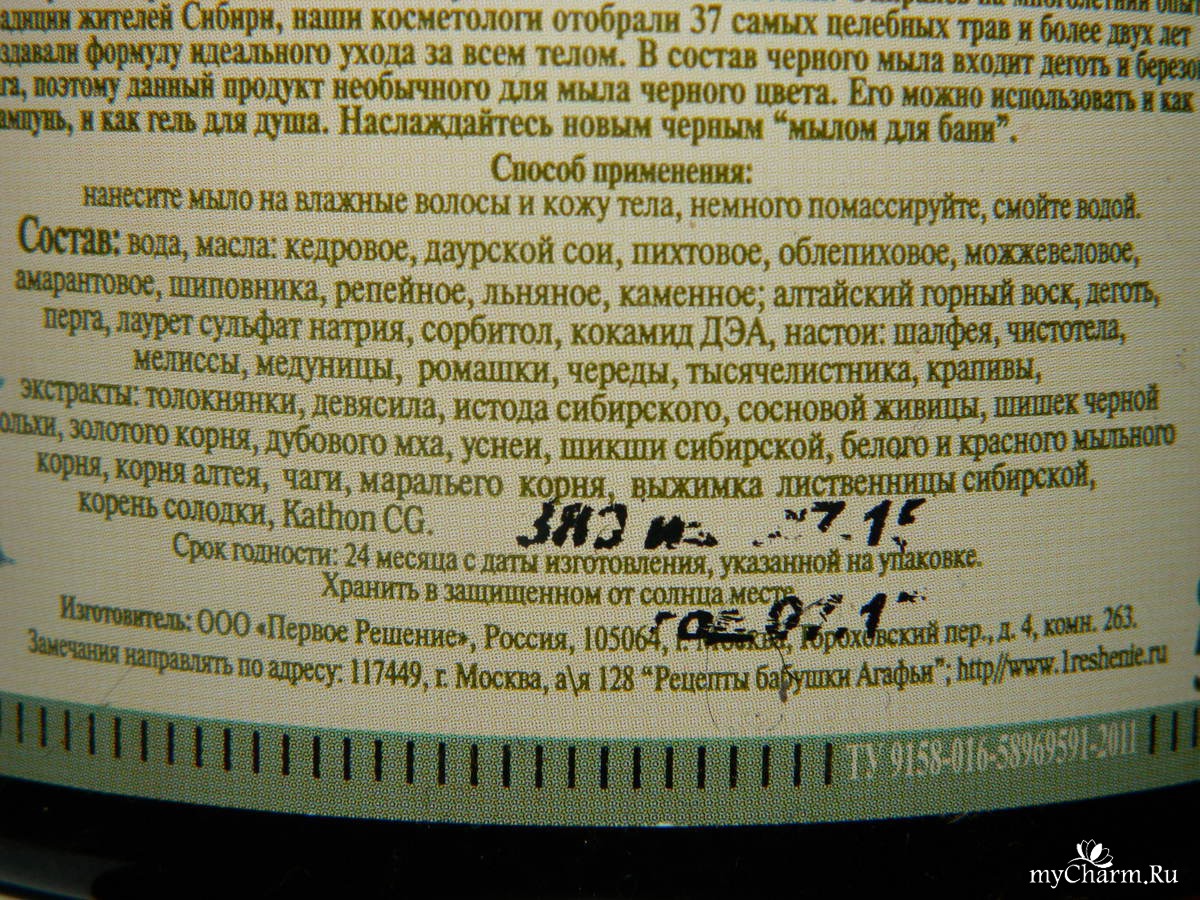 многолетний
Сибири, наши косметологи отобрали 37 самых целебных трав и более двух лет
формулу идеального ухода за всем телом. В состав черного мыла входит деготь и
поэтому данный продукт необычного для мыла черного цвета. Его можно использовать и как
и как гель для душа. Наслаждайтесь новым черным “мылом для бани”.
Способ применения:
нанесите мыло на влажные волосы и кожу тела, немного помассируйте, смойте водой.
Состав: вода, масла: кедровое, даурской сои, пихтовое, облепиховое, можжевеловое,
амарантовое, шиповника, репейное, льняное, каменное; алтайский горный воск, деготь,
перга, лаурет сульфат натрия, сорбитол, кокамид ДЭА, настои: шалфея, чистотела,
мелиссы, медуницы, ромашки, череды, тысячелистника, крапивы,
экстракты: толокнянки, девясила, истода сибирского, сосновой живицы, шишек черной
ольхи, золотого корня, дубового мха, уснеи, шикши сибирской, белого и красного мыльного
корня, корня алтея, чаги, маральего корня, выжимка лиственницы сибирской,
корень солодки, Kathon CG.
Срок годности: 24 месяца с даты изготовления, указанной на упаковке.
Хранить в защищенном от солнца месте
Изготовитель: ООО «Первое Решение», Россия, 105064, г. Москва, Гороховский пер., д. 4, комн. 263.
Замечания направлять по адресу: 117449, г. Москва, а\я 128 “Рецепты бабушки Агафьи”; http//www.1reshenie.ru
ТУ 9158-016-58969591-2011
myCharm.Ru